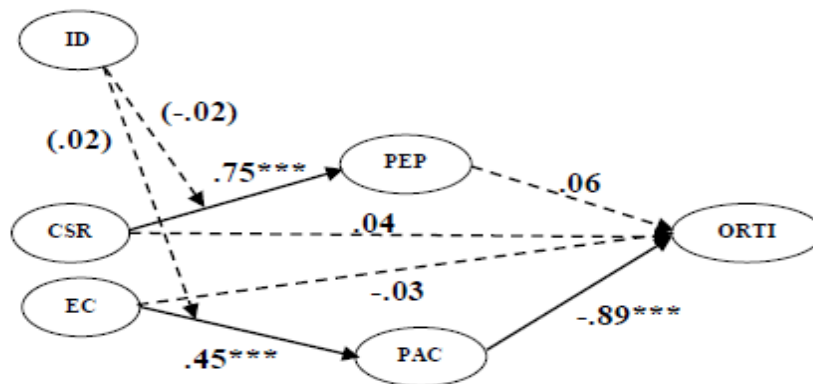 ID
(-.02)
(.02)
.75***
PEP
.06
CSR
.04
ORTI
EC
-.03
-.89***
.45***
PAC